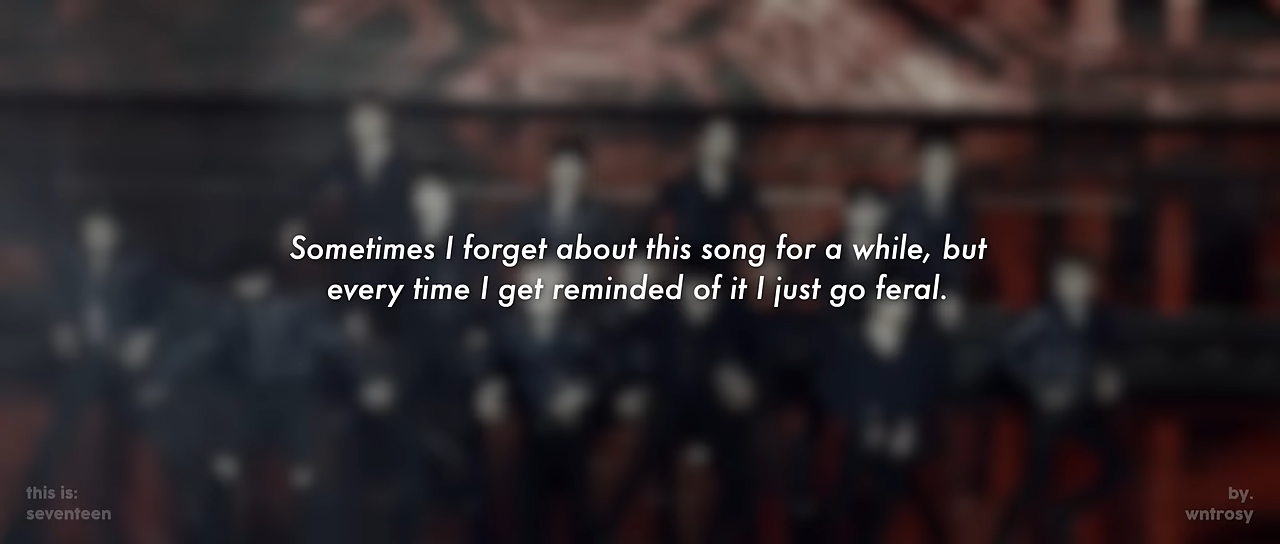 Sometimes I forget about this song for a while, but
every time I get reminded of it I just go feral.
this is:
seventeen
by.
wntrosy